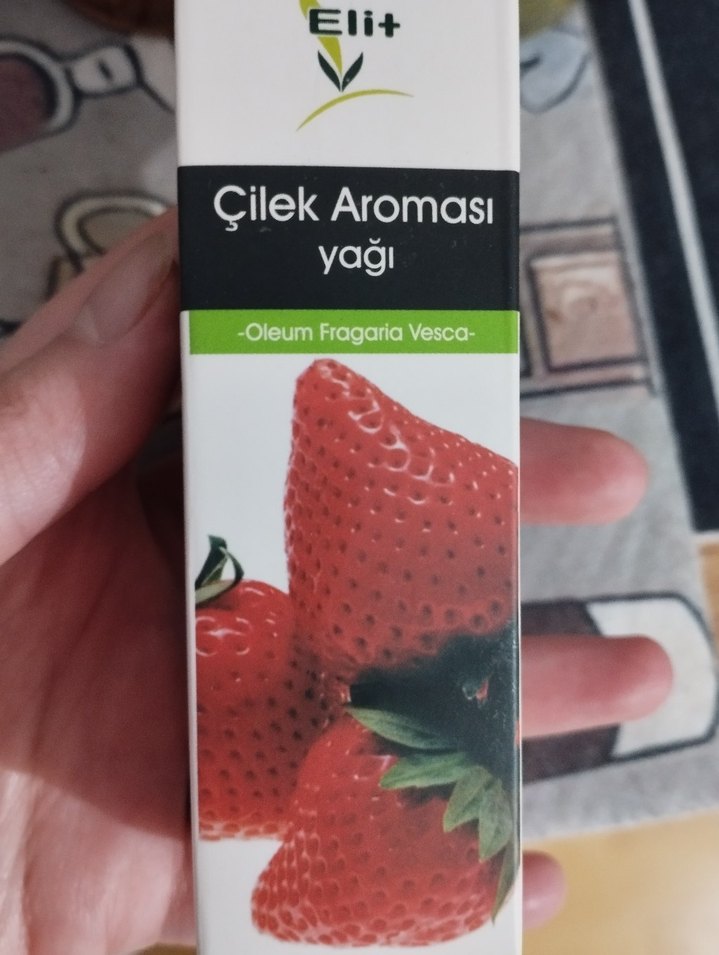 Elit
Çilek Aroması
yağı
-Oleum Fragaria Vesca-